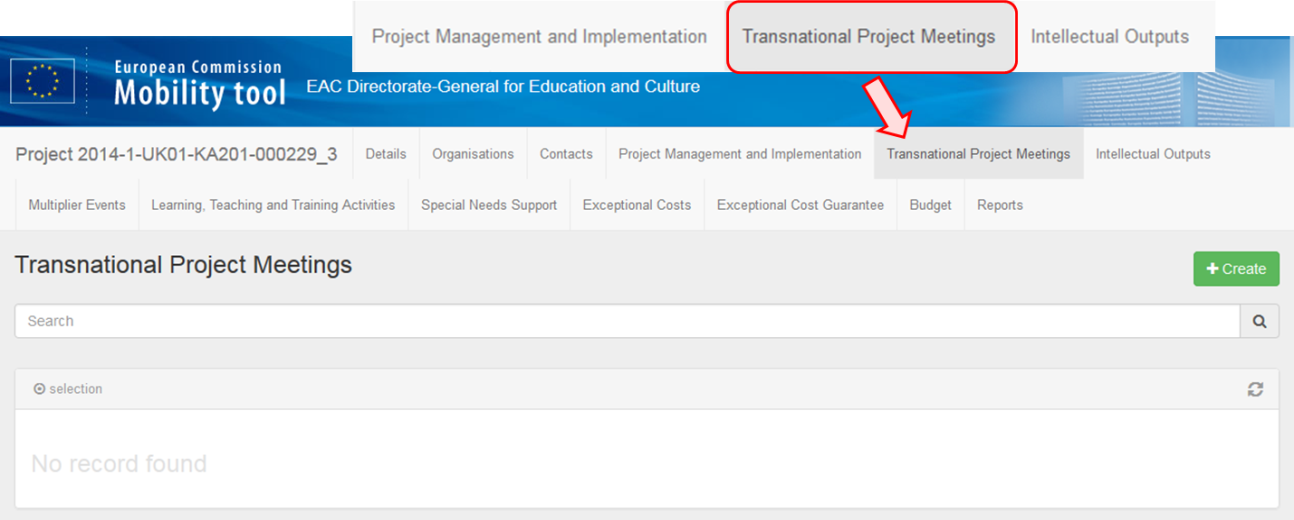 Project Management and Implementation Transnational Project Meetings Intellectual Outputs
European Commission
Mobility tool EAC Directorate-General for Education and Culture
Project 2014-1-UK01-KA201-000229_3 Details Organisations Contacts Project Management and Implementation Transnational Project Meetings Intellectual Outputs
Multiplier Events Learning, Teaching and Training Activities Special Needs Support Exceptional Costs Exceptional Cost Guarantee Budget Reports
Transnational Project Meetings
+ Create
Search
selection
No record found